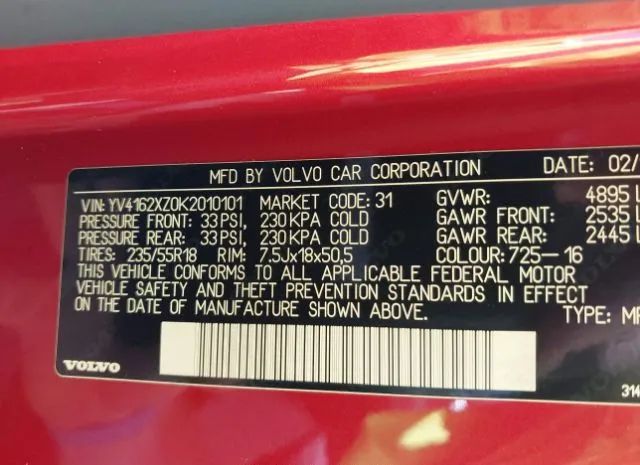 MFD BY VOLVO CAR CORPORATION DATE: 02/
VIN: YV4162XZ0K2010101 MARKET CODE: 31 GVWR: 4895 L
PRESSURE FRONT: 33 PSI, 230 KPA COLD GAWR FRONT: 2535
PRESSURE REAR: 33 PSI, 230 KPA COLD GAWR REAR: 2445 L
TIRES: 235/55R18 RIM: 7.5Jx18x50,5 COLOUR: 725–16
THIS VEHICLE CONFORMS TO ALL APPLICABLE FEDERAL MOTOR
VEHICLE SAFETY AND THEFT PREVENTION STANDARDS IN EFFECT
ON THE DATE OF MANUFACTURE SHOWN ABOVE. TYPE:
VOLVO
314